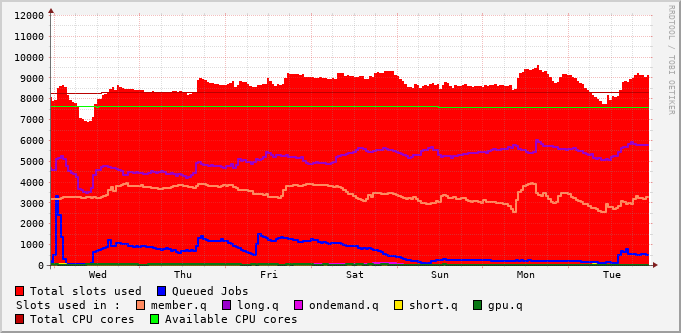 12000
11000
10000
9000
8000
7000
6000
5000
4000
3000
2000
1000
0
Wed Thu Fri Sat Sun Mon Tue
Total slots used Queued Jobs
Slots used in : member.q long.q ondemand.q short.q gpu.q
Total CPU cores Available CPU cores
RRDTOOL / TOBI OETIKER